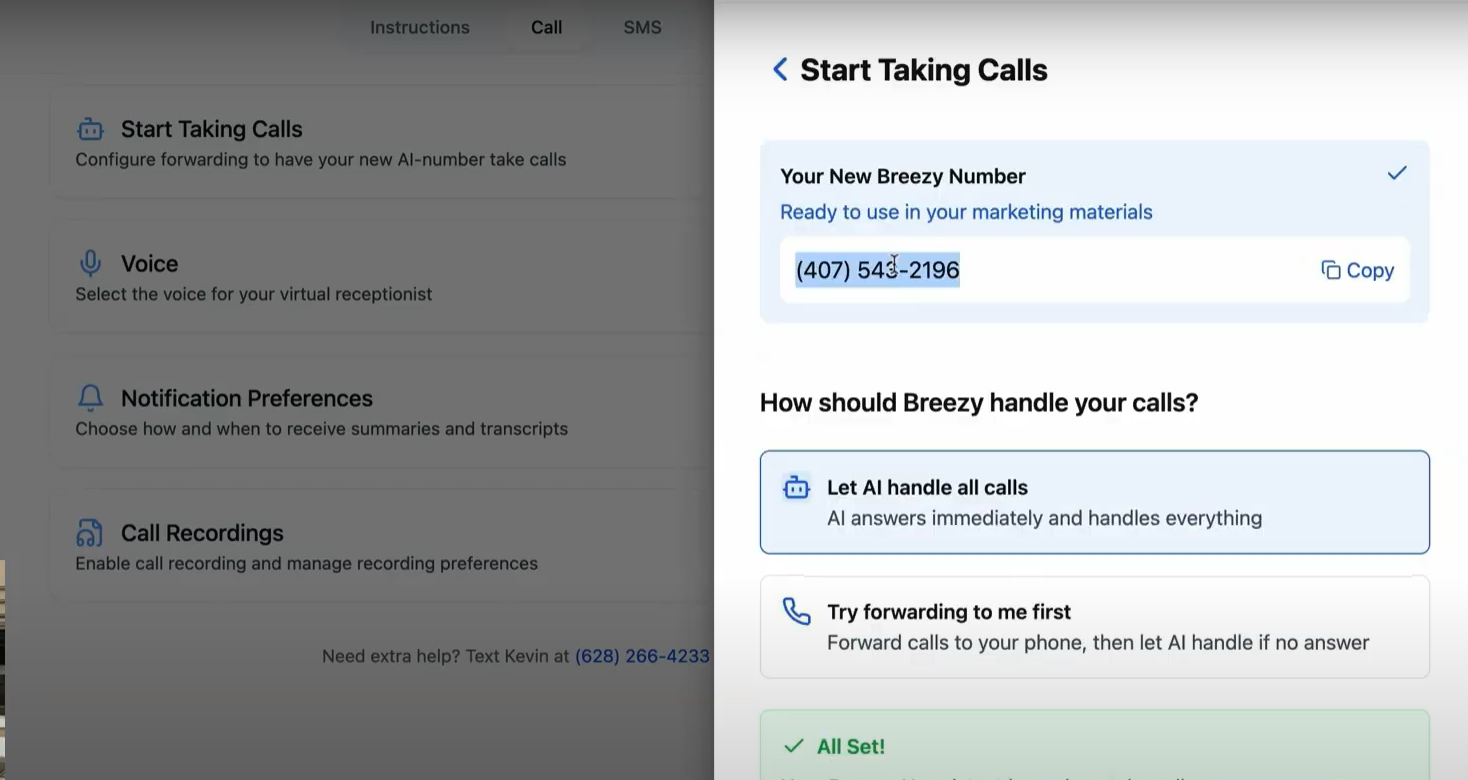 Instructions
Call
SMS
Start Taking Calls
Configure forwarding to have your new AI-number take calls
Voice
Select the voice for your virtual receptionist
Notification Preferences
Choose how and when to receive summaries and transcripts
Call Recordings
Enable call recording and manage recording preferences
Need extra help? Text Kevin at (628) 266-4233
Start Taking Calls
Your New Breezy Number
Ready to use in your marketing materials
(407) 543-2196
Copy
How should Breezy handle your calls?
Let AI handle all calls
AI answers immediately and handles everything
Try forwarding to me first
Forward calls to your phone, then let AI handle if no answer
All Set!